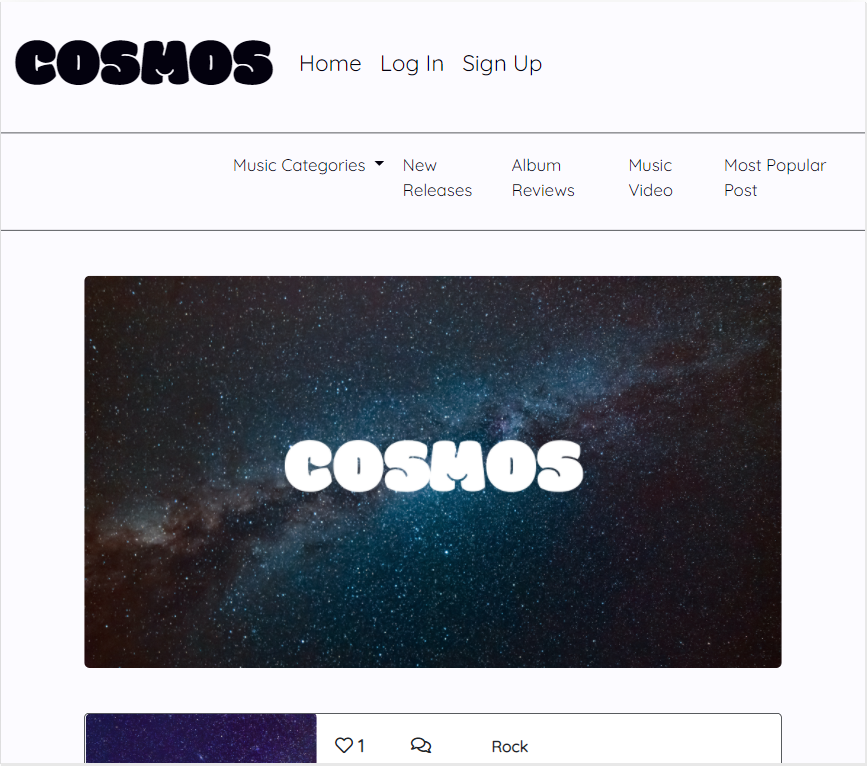 COSMOS Home Log In Sign Up
Music Categories New Releases Album Reviews Music Video Most Popular Post
COSMOS
1 Rock